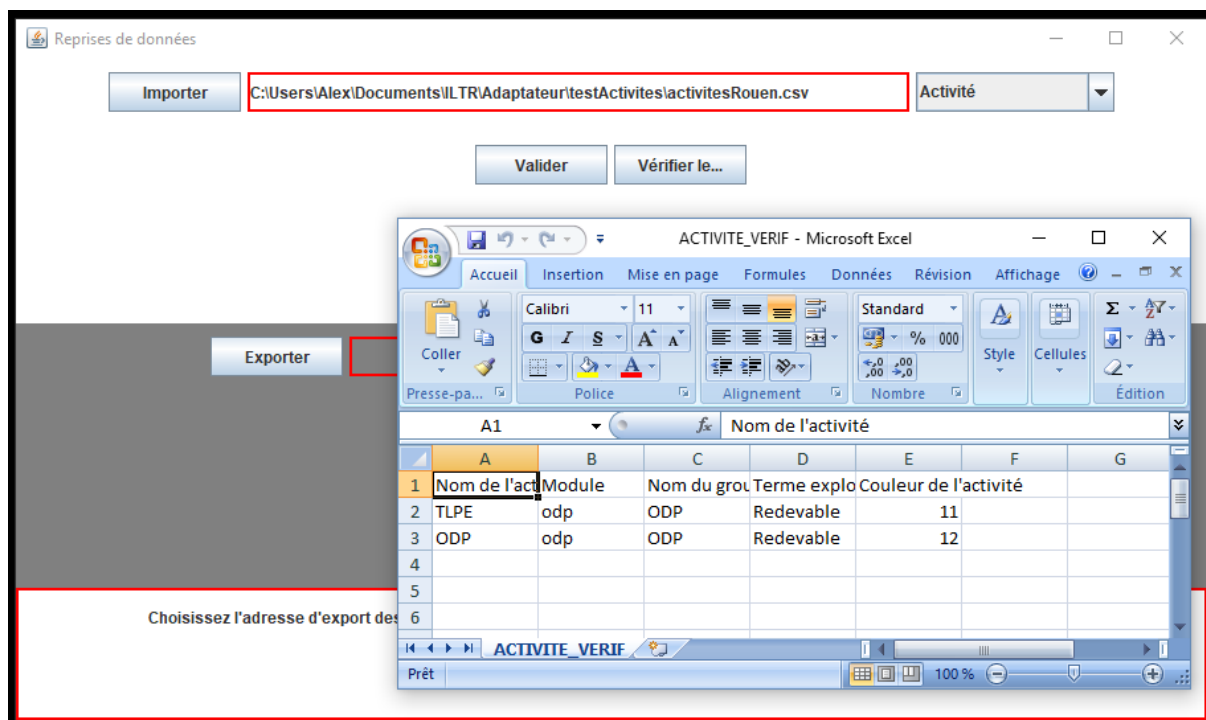 Reprises de données
Importer C:\Users\Alex\Documents\ILTR\Adaptateur\testActivites\activitesRouen.csv Activité
Valider Vérifier le...
ACTIVITE_VERIF - Microsoft Excel
Accueil Insertion Mise en page Formules Données Révision Affichage
Coller Calibri 11 Standard Style Cellules
G I S A A % 000
Presse-pa... Police Alignement Nombre Édition
Exporter
A1 fx Nom de l'activité
A B C D E F G
1 Nom de l'act Module Nom du grou Terme explo Couleur de l'activité
2 TLPE odp ODP Redevable 11
3 ODP odp ODP Redevable 12
4
5
6
Choisissez l'adresse d'export des
ACTIVITE_VERIF
Prêt 100 %